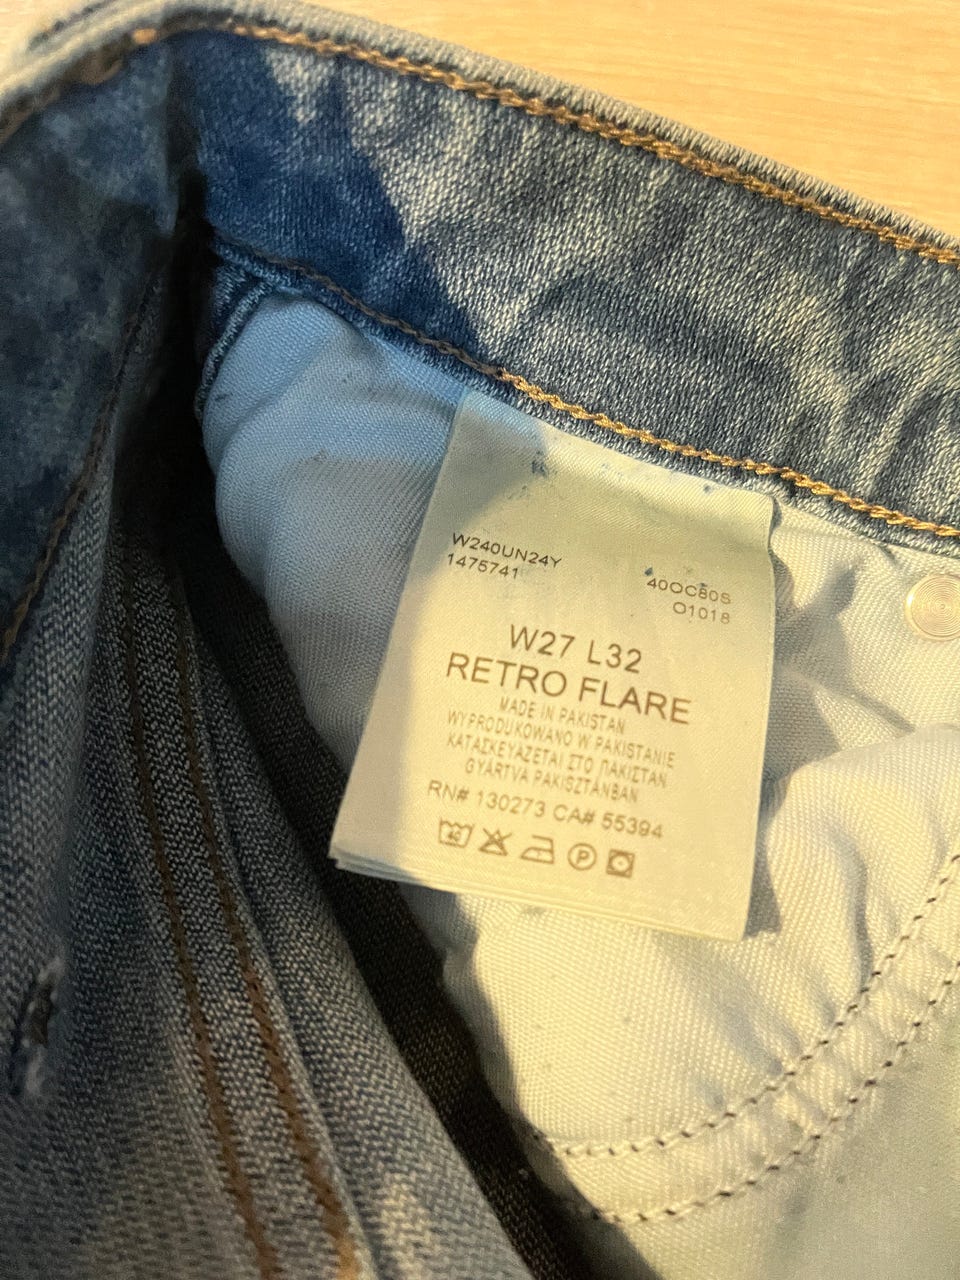 W240UN24Y
1475741
40OC80S
O1018
W27 L32
RETRO FLARE
MADE IN PAKISTAN
WYPRODUKOWANO W PAKISTANIE
ΚΑΤΑΣΚΕΥΑΖΕΤΑΙ ΣΤΟ ΠΑΚΙΣΤΑΝ
GYÁRTVA PAKISZTÁNBAN
RN# 130273 CA# 55394
40
P